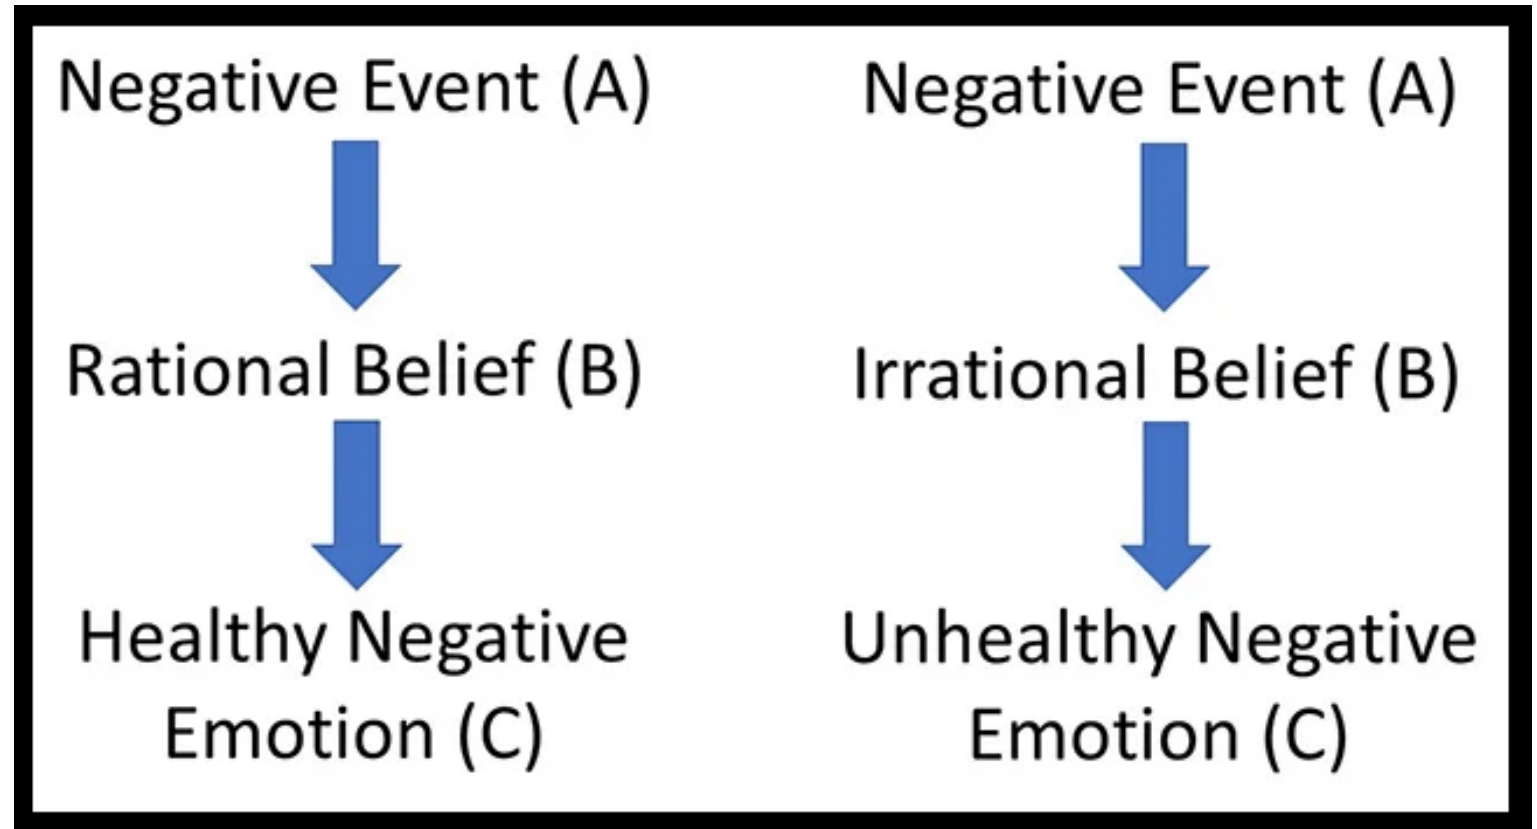 Negative Event (A)
Rational Belief (B)
Healthy Negative
Emotion (C)
Negative Event (A)
Irrational Belief (B)
Unhealthy Negative
Emotion (C)